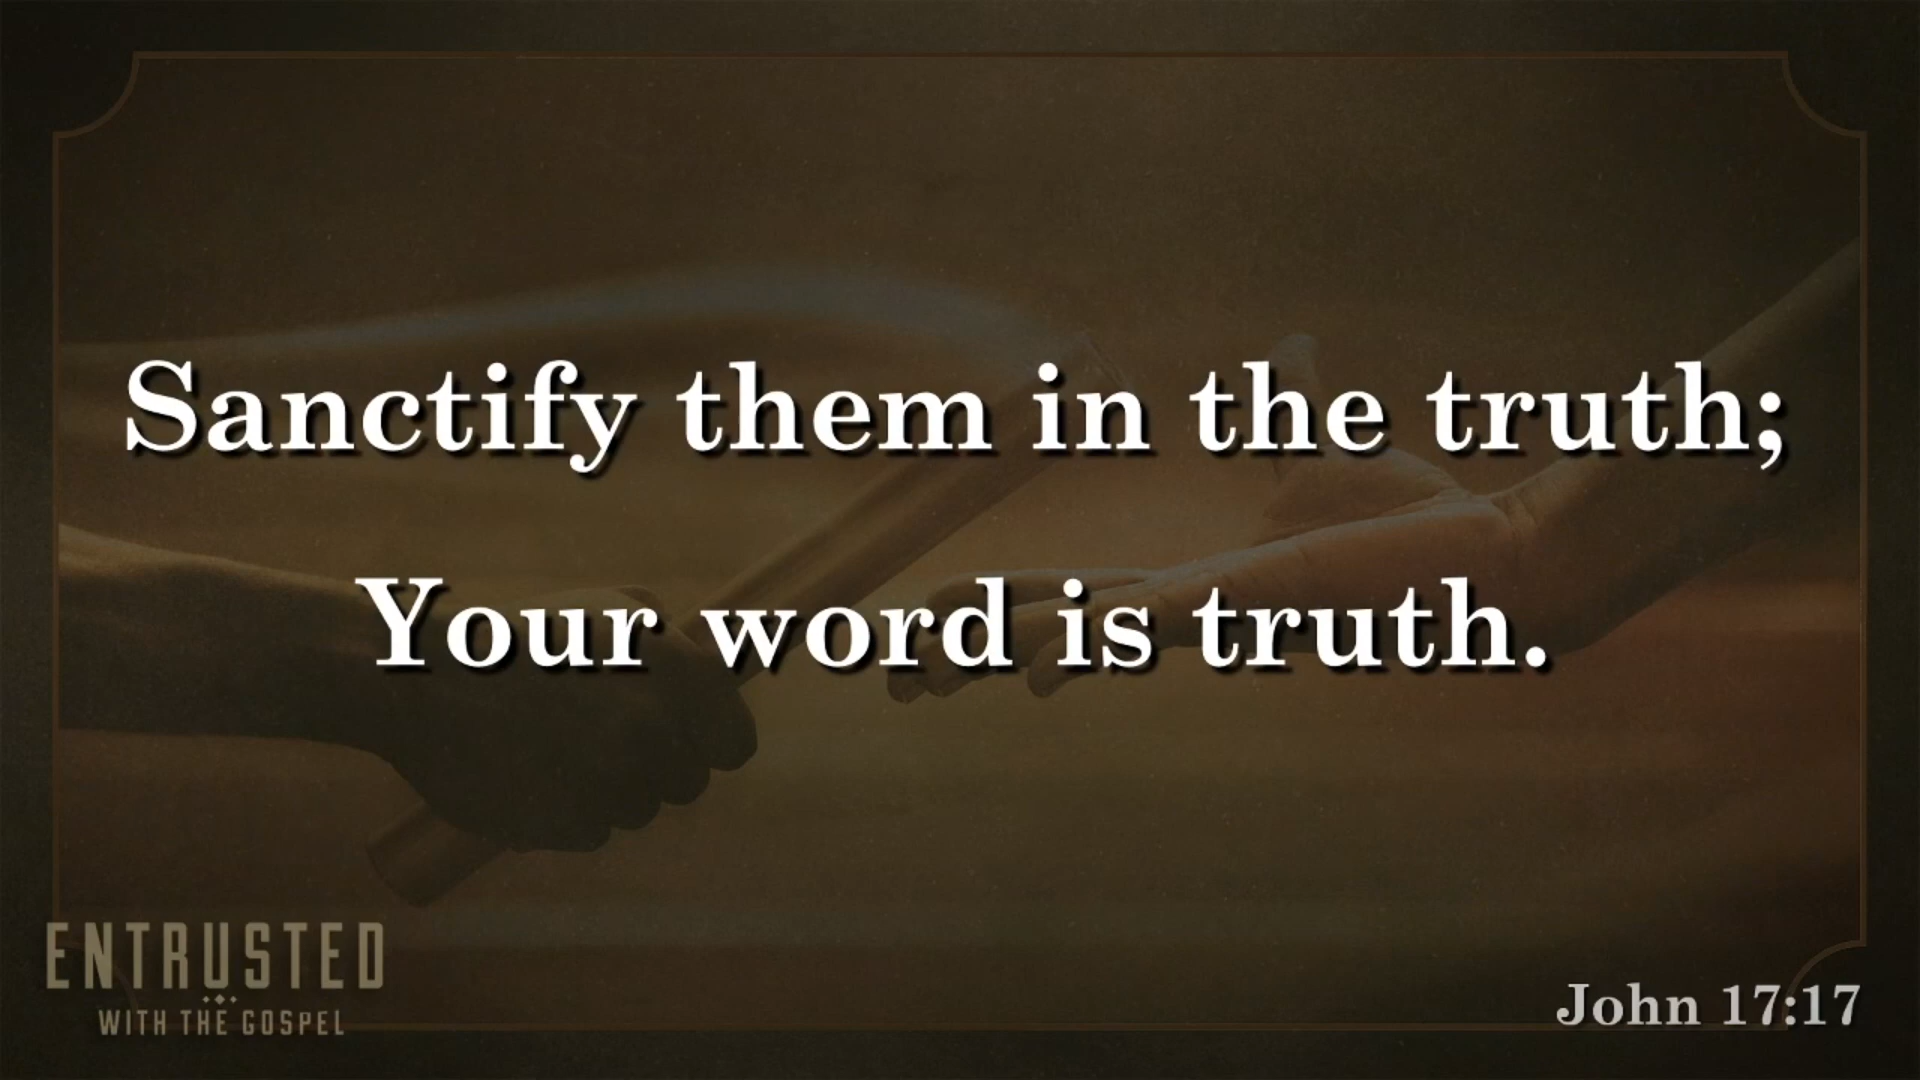 Sanctify them in the truth;
Your word is truth.
ENTRUSTED
WITH THE GOSPEL
John 17:17